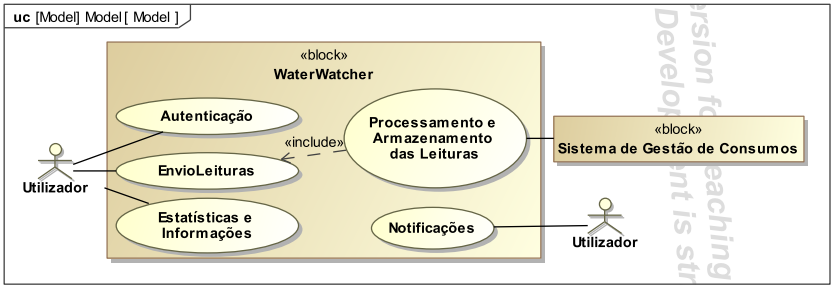 uc [Model] Model [ Model ]
«block»
WaterWatcher
Autenticação
EnvioLeituras
Estatísticas e
Informações
«include»
Processamento e
Armazenamento
das Leituras
Notificações
Utilizador
«block»
Sistema de Gestão de Consumos
Utilizador